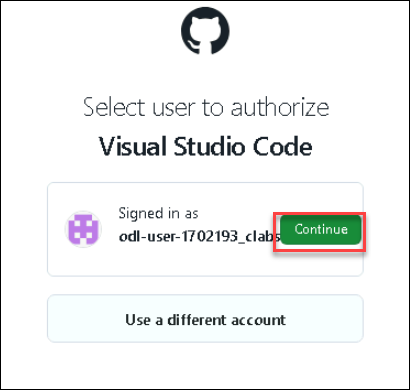 Select user to authorize
Visual Studio Code
Signed in as
odl-user-1702193_clabs
Continue
Use a different account